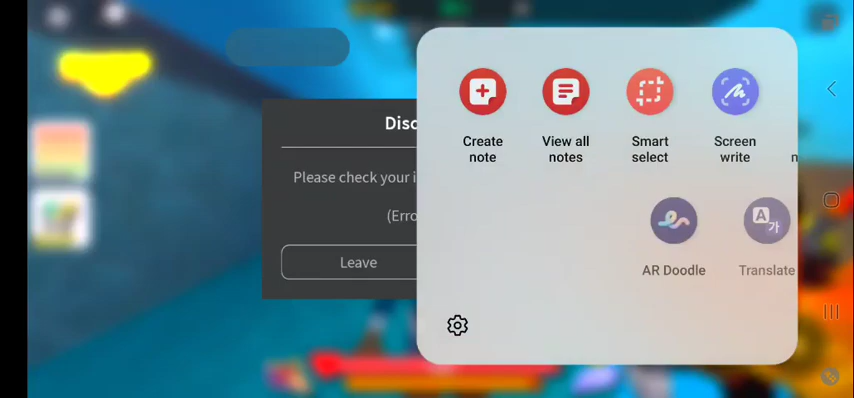 Disc
Please check your i
(Erro
Leave
Create
note
View all
notes
Smart
select
Screen
write
n
AR Doodle
Translate
A가